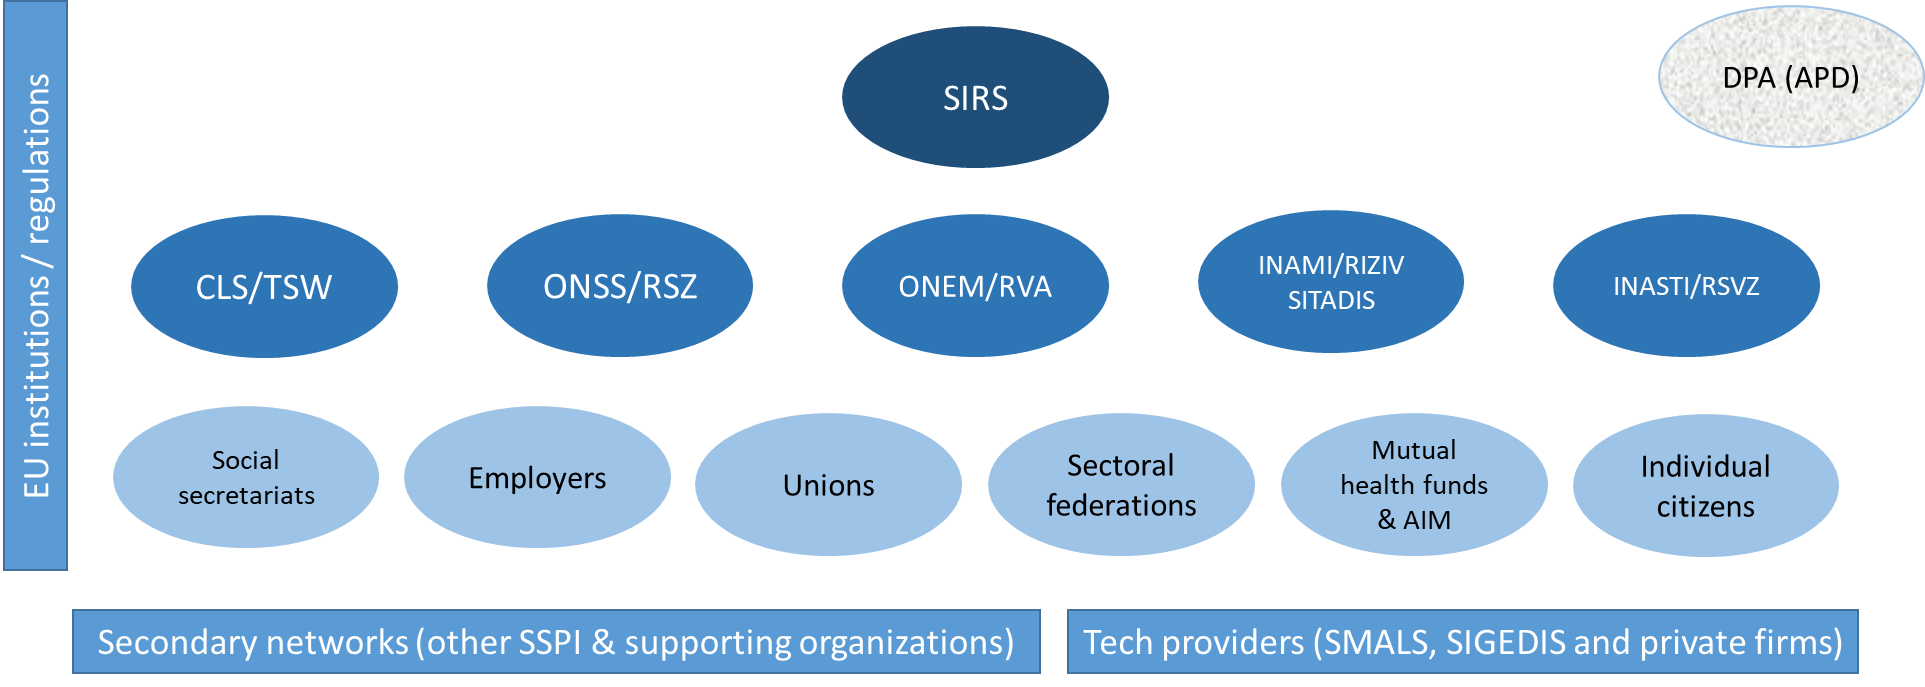 EU institutions / regulations
SIRS
DPA (APD)
CLS/TSW
ONSS/RSZ
ONEM/RVA
INAMI/RIZIV
SITADIS
INASTI/RSVZ
Social
secretariats
Employers
Unions
Sectoral
federations
Mutual
health funds
& AIM
Individual
citizens
Secondary networks (other SSPI & supporting organizations)
Tech providers (SMALS, SIGEDIS and private firms)